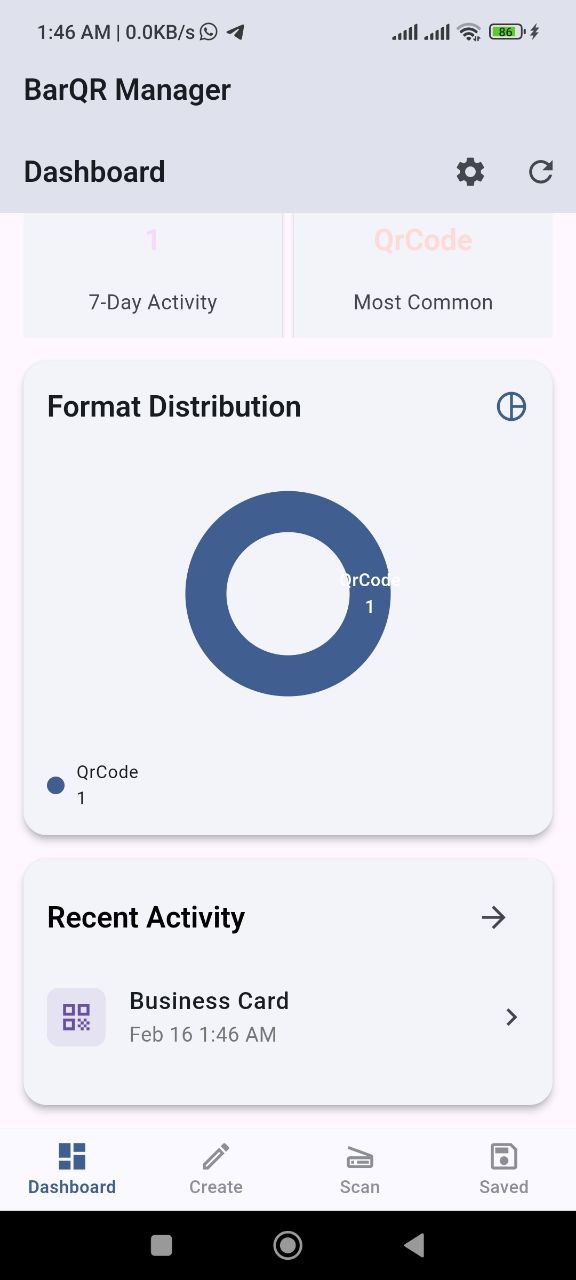 1:46 AM | 0.0KB/s
86
BarQR Manager
Dashboard
1
QrCode
7-Day Activity
Most Common
Format Distribution
QrCode
1
QrCode
1
Recent Activity
Business Card
Feb 16 1:46 AM
Dashboard
Create
Scan
Saved